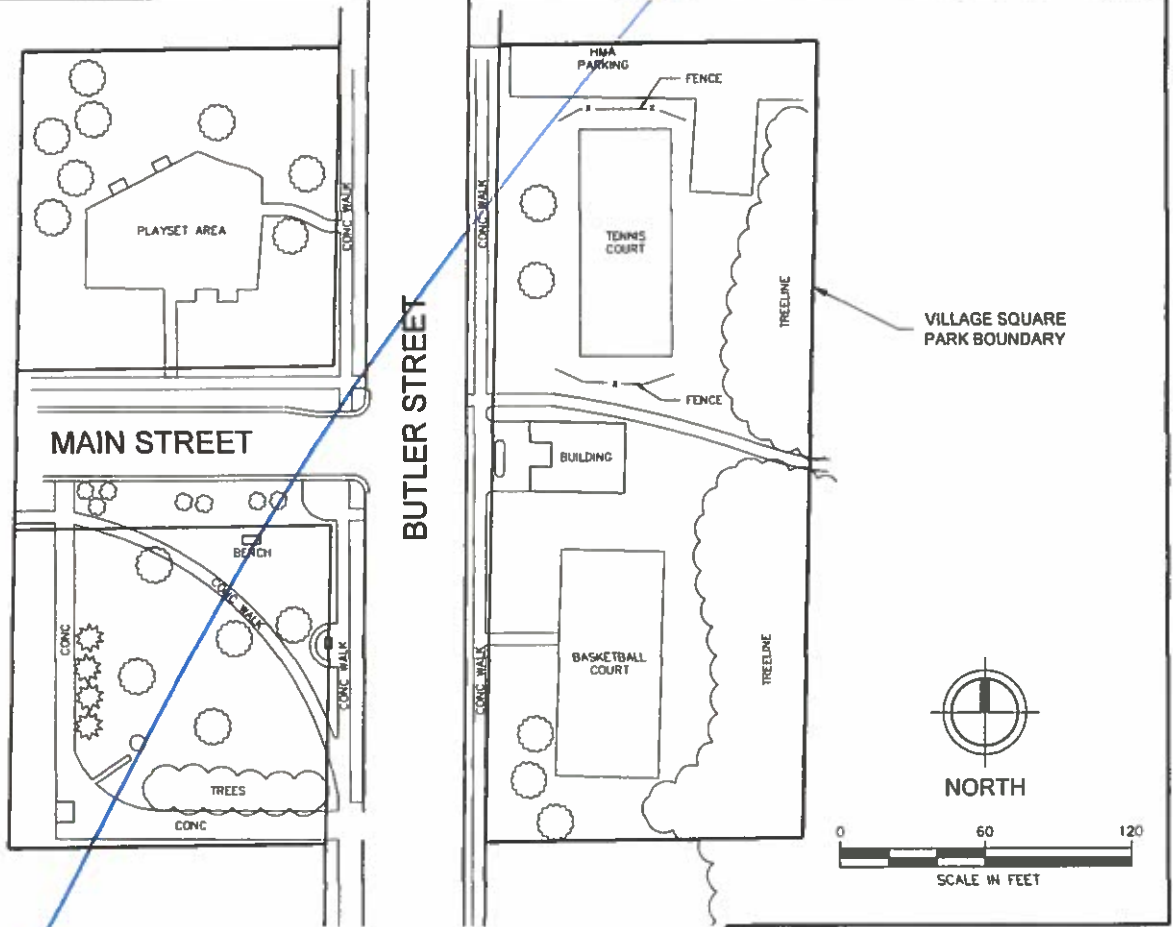 HMA
PARKING
FENCE
CONC WALK
PLAYSET AREA
CONC WALK
TENNIS
COURT
TREELINE
VILLAGE SQUARE
PARK BOUNDARY
BUTLER STREET
FENCE
MAIN STREET
BUILDING
BENCH
CONC WALK
CONC
CONC WALK
CONC WALK
BASKETBALL
COURT
TREELINE
TREES
CONC
NORTH
0 60 120
SCALE IN FEET